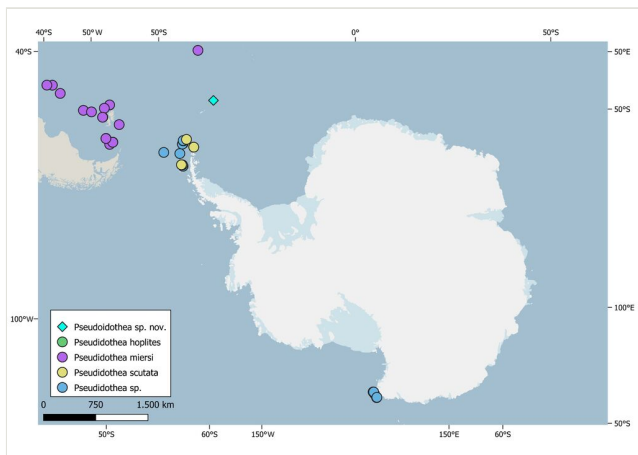 40°S 50°W 50°S 0° 50°S
40°S 50°E
50°S
100°W 100°E
Pseudoidothea sp. nov.
Pseudidothea hoplites
Pseudidothea miersi
Pseudidothea scutata
Pseudidothea sp.
0 750 1.500 km
50°S
50°S 60°S 150°W 150°E 60°S